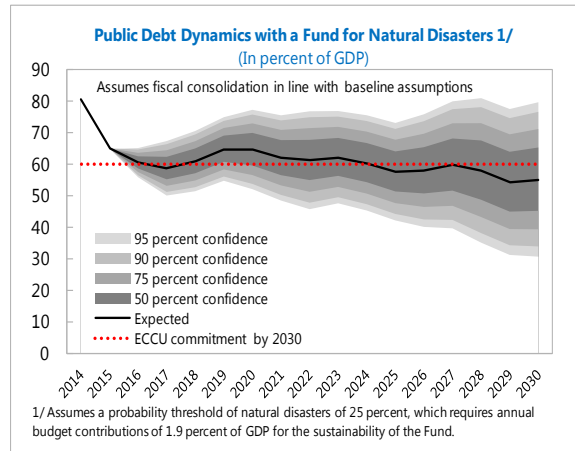 Public Debt Dynamics with a Fund for Natural Disasters 1/
(In percent of GDP)
90
80
70
60
50
40
30
20
10
0
Assumes fiscal consolidation in line with baseline assumptions
95 percent confidence
90 percent confidence
75 percent confidence
50 percent confidence
Expected
ECCU commitment by 2030
2014
2015
2016
2017
2018
2019
2020
2021
2022
2023
2024
2025
2026
2027
2028
2029
2030
1/ Assumes a probability threshold of natural disasters of 25 percent, which requires annual
budget contributions of 1.9 percent of GDP for the sustainability of the Fund.